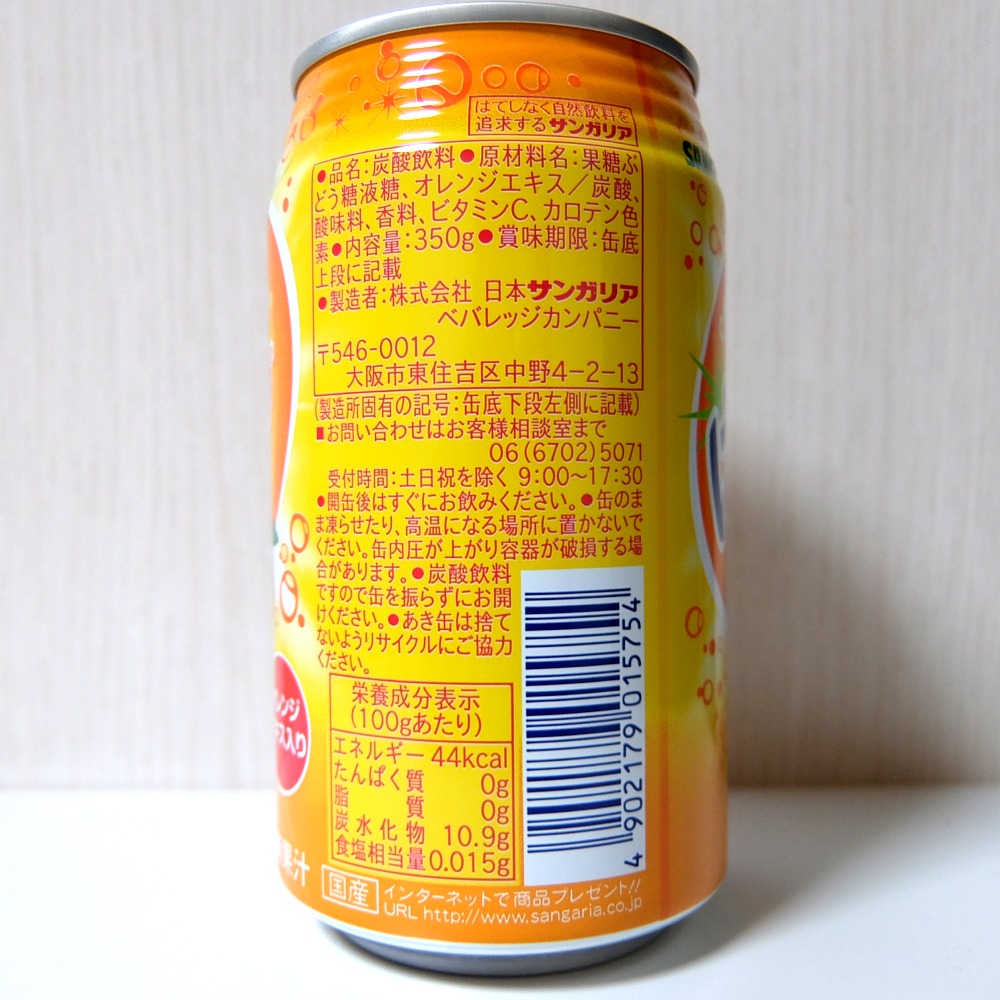 はてしなく自然飲料を
追求するサンガリア
●品名:炭酸飲料●原材料名:果糖ぶ
どう糖液糖、オレンジエキス/炭酸、
酸味料、香料、ビタミンC、カロテン色
素●内容量:350g●賞味期限:缶底
上段に記載
●製造者:株式会社 日本サンガリア
ベバレッジカンパニー
〒546-0012
大阪市東住吉区中野4-2-13
(製造所固有の記号:缶底下段左側に記載)
■お問い合わせはお客様相談室まで
06(6702)5071
受付時間:土日祝を除く 9:00〜17:30
●開缶後はすぐにお飲みください。●缶のま
ま凍らせたり、高温になる場所に置かないで
ください。缶内圧が上がり容器が破損する場
合があります。●炭酸飲料
ですので缶を振らずにお開
けください。●あき缶は捨て
ないようリサイクルにご協力
ください。
栄養成分表示
(100gあたり)
エネルギー 44kcal
たんぱく質 0g
脂質 0g
炭水化物 10.9g
食塩相当量 0.015g
4 902179 015754
国産
インターネットで商品プレゼント!!
URL http://www.sangaria.co.jp
レンジ
入り
果汁